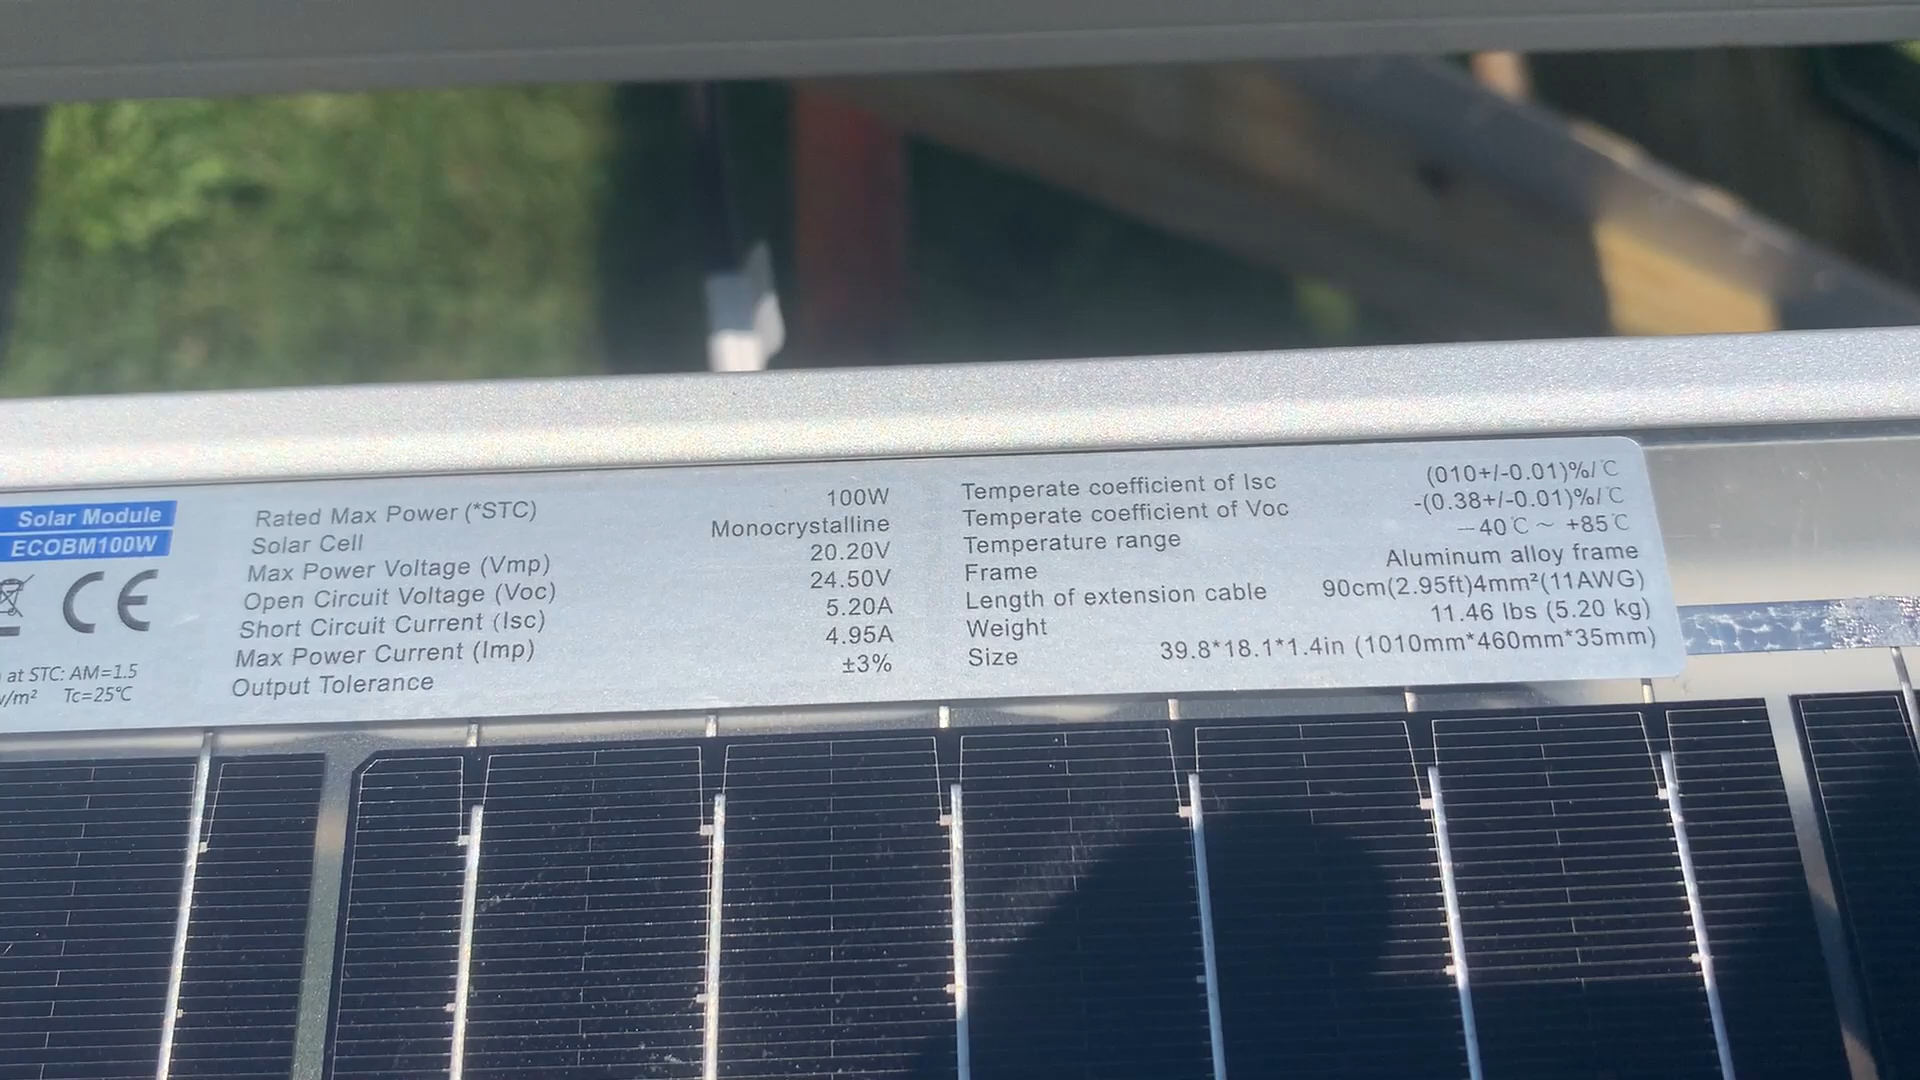 Solar Module
ECOBM100W
CE
at STC: AM=1.5
/m² Tc=25℃
Rated Max Power (*STC) 100W
Solar Cell Monocrystalline
Max Power Voltage (Vmp) 20.20V
Open Circuit Voltage (Voc) 24.50V
Short Circuit Current (Isc) 5.20A
Max Power Current (Imp) 4.95A
Output Tolerance ±3%
Temperate coefficient of Isc (010+/-0.01)%/℃
Temperate coefficient of Voc -(0.38+/-0.01)%/℃
Temperature range －40℃～ +85℃
Frame Aluminum alloy frame
Length of extension cable 90cm(2.95ft)4mm²(11AWG)
Weight 11.46 lbs (5.20 kg)
Size 39.8*18.1*1.4in (1010mm*460mm*35mm)